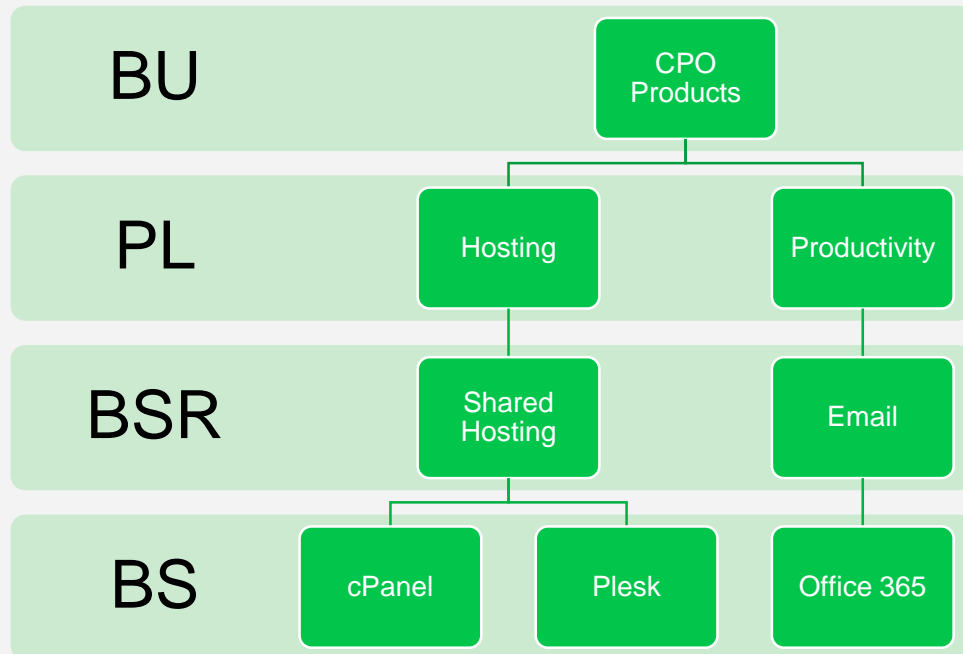 BU
CPO
Products
PL
Hosting
Productivity
BSR
Shared
Hosting
Email
BS
cPanel
Plesk
Office 365